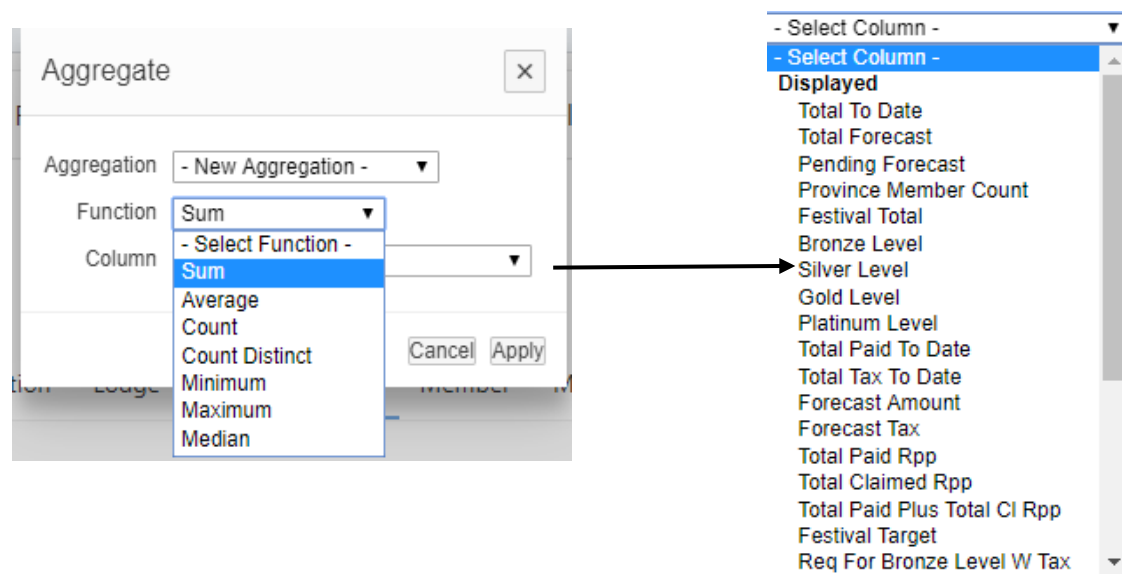 Aggregate
Aggregation - New Aggregation -
Function Sum
- Select Function -
Column
Sum
Average
Count
Count Distinct
Minimum
Maximum
Median
Cancel Apply
Member
- Select Column -
- Select Column -
Displayed
Total To Date
Total Forecast
Pending Forecast
Province Member Count
Festival Total
Bronze Level
Silver Level
Gold Level
Platinum Level
Total Paid To Date
Total Tax To Date
Forecast Amount
Forecast Tax
Total Paid Rpp
Total Claimed Rpp
Total Paid Plus Total Cl Rpp
Festival Target
Req For Bronze Level W Tax